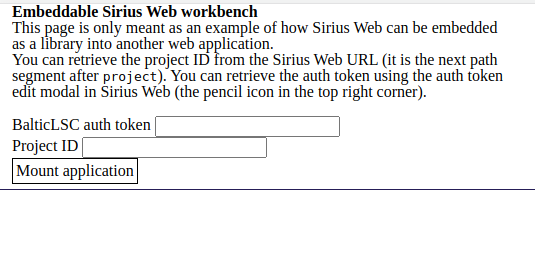 Embeddable Sirius Web workbench
This page is only meant as an example of how Sirius Web can be embedded
as a library into another web application.
You can retrieve the project ID from the Sirius Web URL (it is the next path
segment after project). You can retrieve the auth token using the auth token
edit modal in Sirius Web (the pencil icon in the top right corner).
BalticLSC auth token
Project ID
Mount application